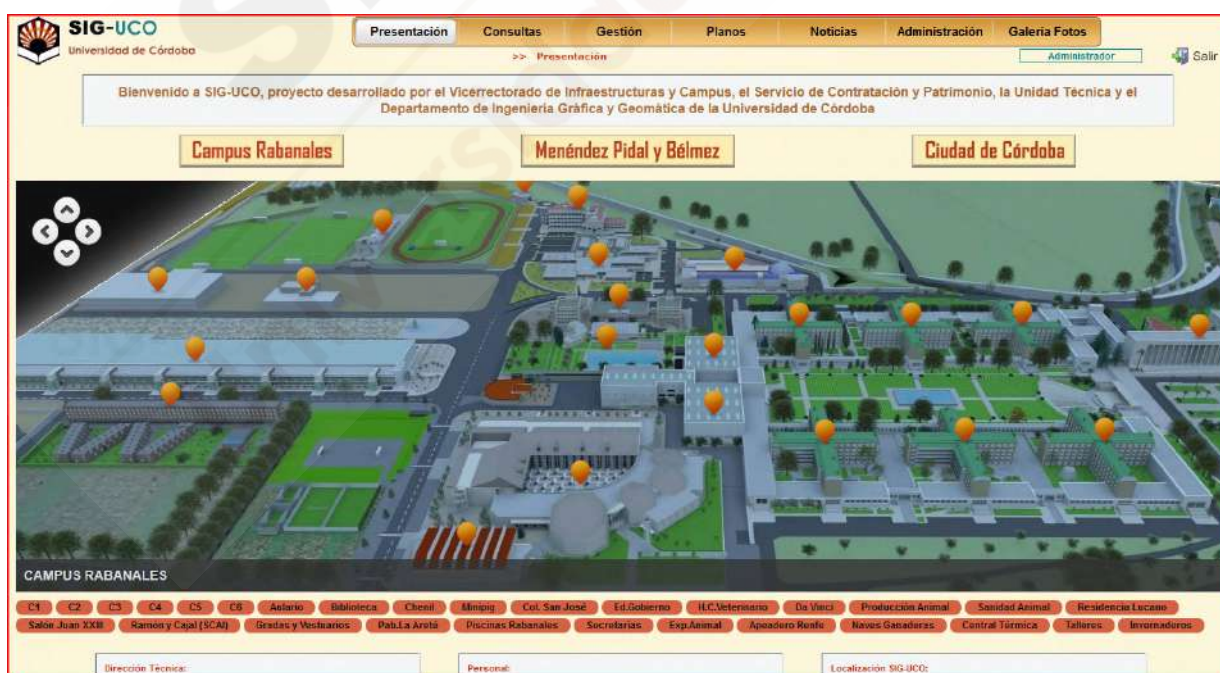 SIG-UCO
Universidad de Córdoba
Presentación Consultas Gestión Planos Noticias Administración Galería Fotos
>> Presentación
Administrador
Salir
Bienvenido a SIG-UCO, proyecto desarrollado por el Vicerrectorado de Infraestructuras y Campus, el Servicio de Contratación y Patrimonio, la Unidad Técnica y el
Departamento de Ingeniería Gráfica y Geomática de la Universidad de Córdoba
Campus Rabanales Menéndez Pidal y Bélmez Ciudad de Córdoba
CAMPUS RABANALES
C1 C2 C3 C4 C5 C6 Aulario Biblioteca Chenil Minipig Col. San José Ed.Gobierno H.C.Veterinario Da Vinci Producción Animal Sanidad Animal Residencia Lucano
Salón Juan XXIII Ramón y Cajal (SCAI) Gradas y Vestuarios Pab.La Aretú Piscinas Rabanales Secretarías Exp.Animal Apeadero Renfe Naves Ganaderas Central Térmica Talleres Invernaderos
Dirección Técnica: Personal: Localización SIG-UCO: